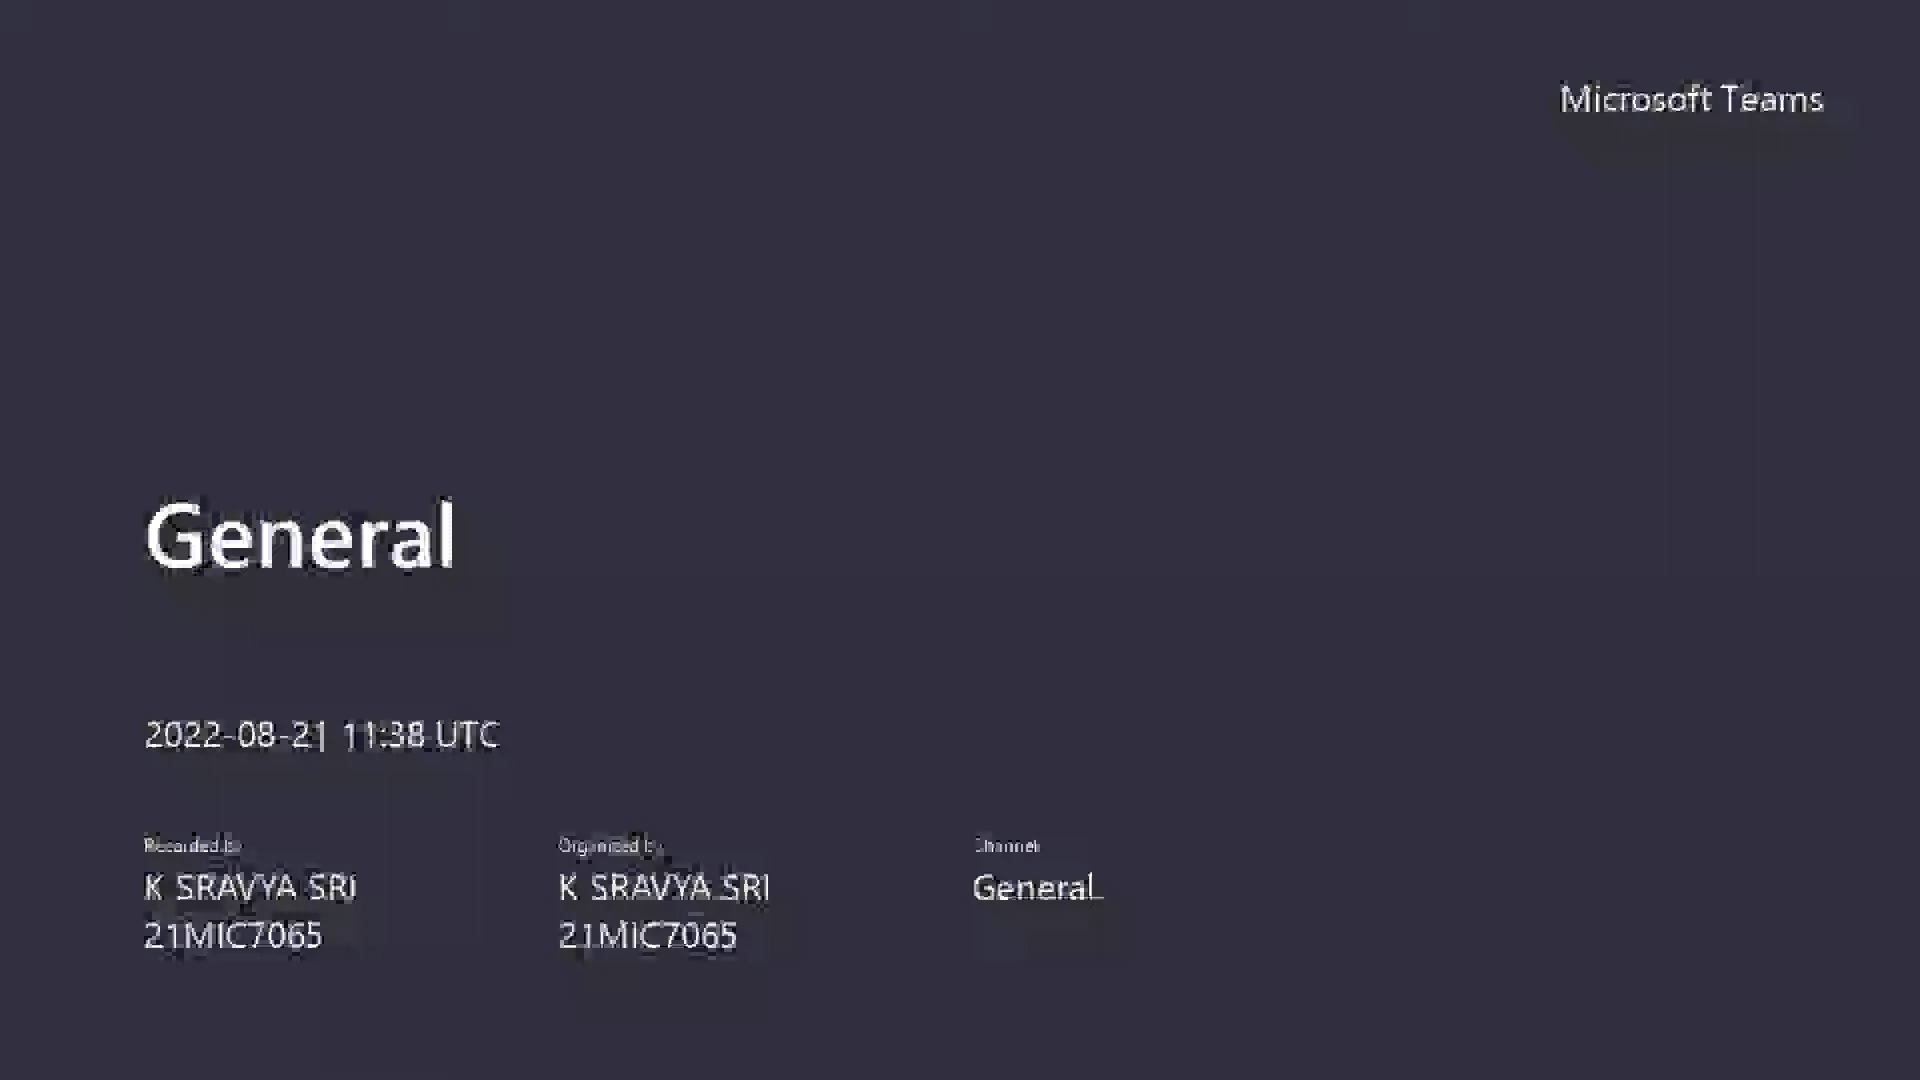 Microsoft Teams
General
2022-08-21 11:38 UTC
Recorded by
K SRAVYA SRI
21MIC7065
Organized by
K SRAVYA SRI
21MIC7065
Channel
General